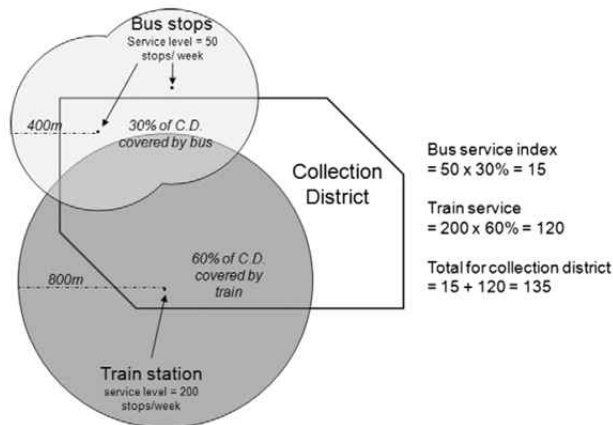 Bus stops
Service level = 50
stops/ week
400m
30% of C.D.
covered by bus
Collection
District
60% of C.D.
covered by
train
800m
Train station
service level = 200
stops/week
Bus service index
= 50 x 30% = 15
Train service
= 200 x 60% = 120
Total for collection district
= 15 + 120 = 135